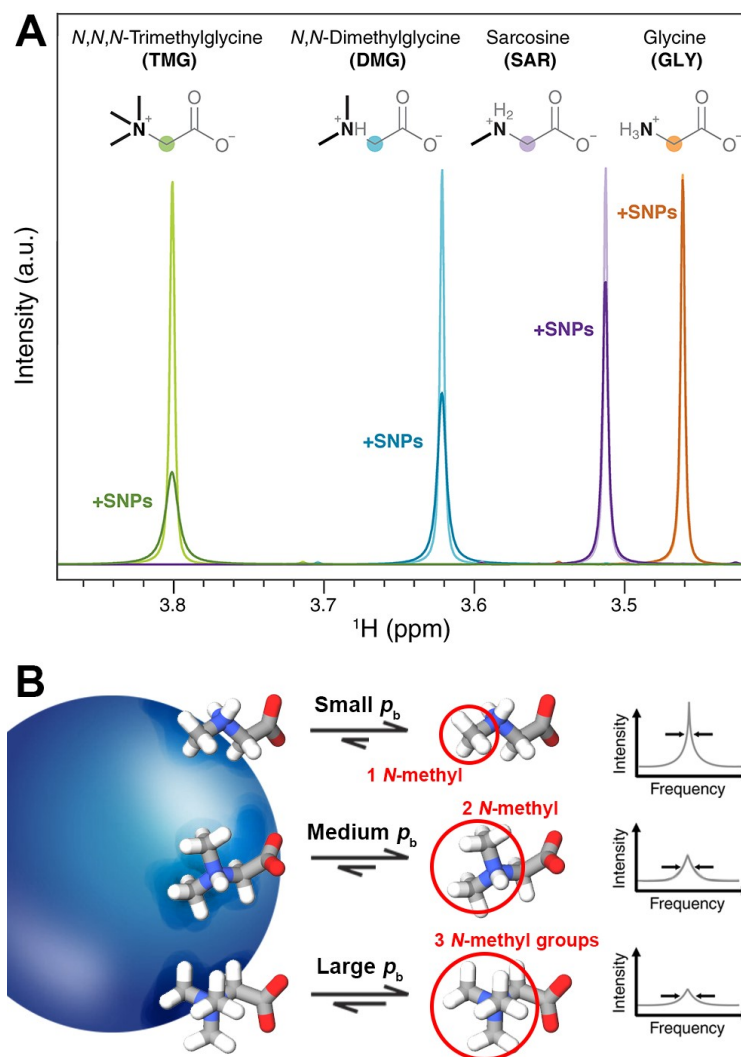 A
N,N,N-Trimethylglycine
(TMG)
N,N-Dimethylglycine
(DMG)
Sarcosine
(SAR)
Glycine
(GLY)
N
+
O
O−
NH
+
O
O−
H2
N
+
O
O−
H3N
+
O
O−
Intensity (a.u.)
+SNPs
+SNPs
+SNPs
+SNPs
3.8
3.7
3.6
3.5
1H (ppm)
B
Small pb
1 N-methyl
Intensity
Frequency
Medium pb
2 N-methyl
Intensity
Frequency
Large pb
3 N-methyl groups
Intensity
Frequency